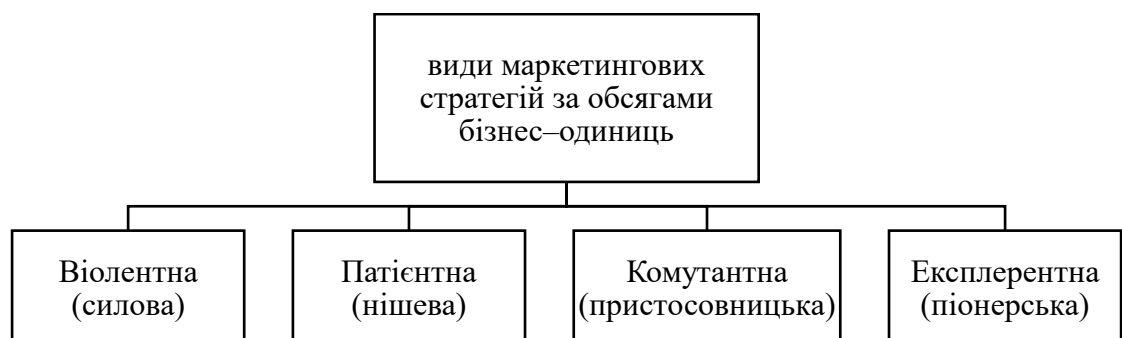 види маркетингових
стратегій за обсягами
бізнес–одиниць
Віолентна
(силова)
Патієнтна
(нішева)
Комутантна
(пристосовницька)
Експлерентна
(піонерська)